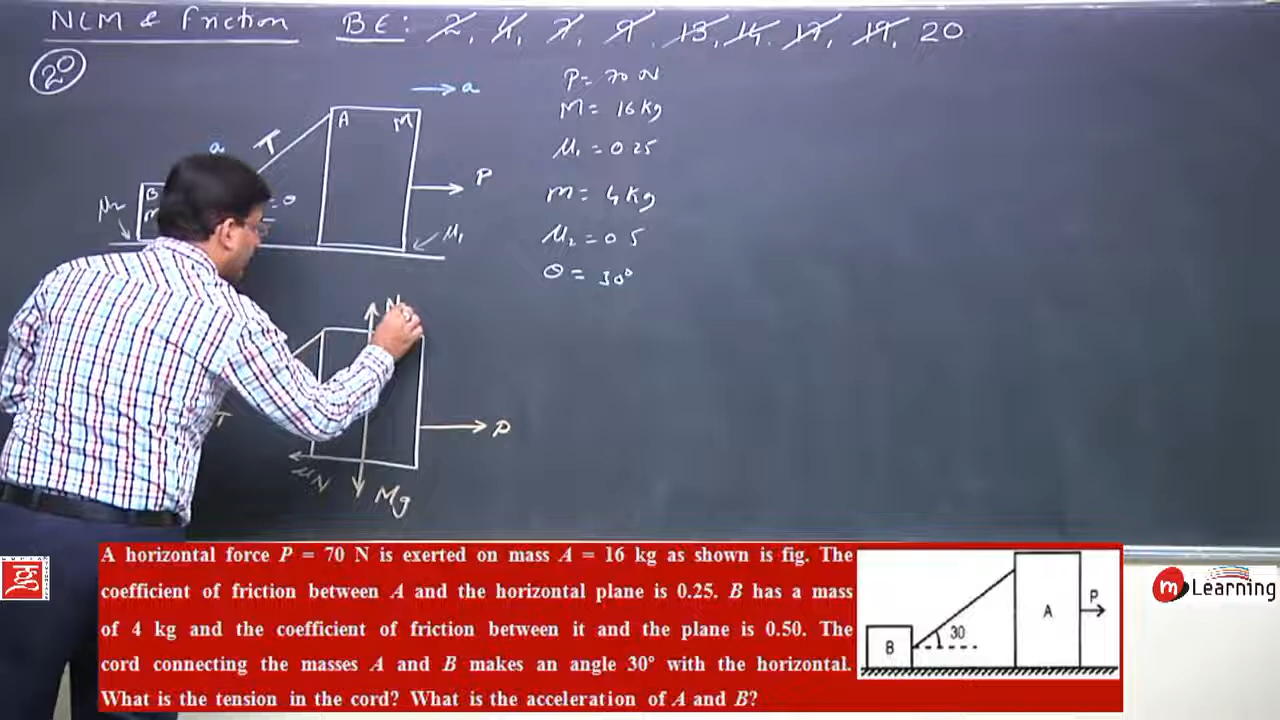 NLM & Friction BE: 2, 4, 7, 9, 13, 14, 17, 19, 20
20
P = 70 N
M = 16 kg
μ₁ = 0.25
m = 4 kg
μ₂ = 0.5
θ = 30°
a
a
A M
T
P
B
m
= θ
μ₂
μ₁
N
T
P
μN
Mg
A horizontal force P = 70 N is exerted on mass A = 16 kg as shown is fig. The
coefficient of friction between A and the horizontal plane is 0.25. B has a mass
of 4 kg and the coefficient of friction between it and the plane is 0.50. The
cord connecting the masses A and B makes an angle 30° with the horizontal.
What is the tension in the cord? What is the acceleration of A and B?
A
P
30
B
m Learning